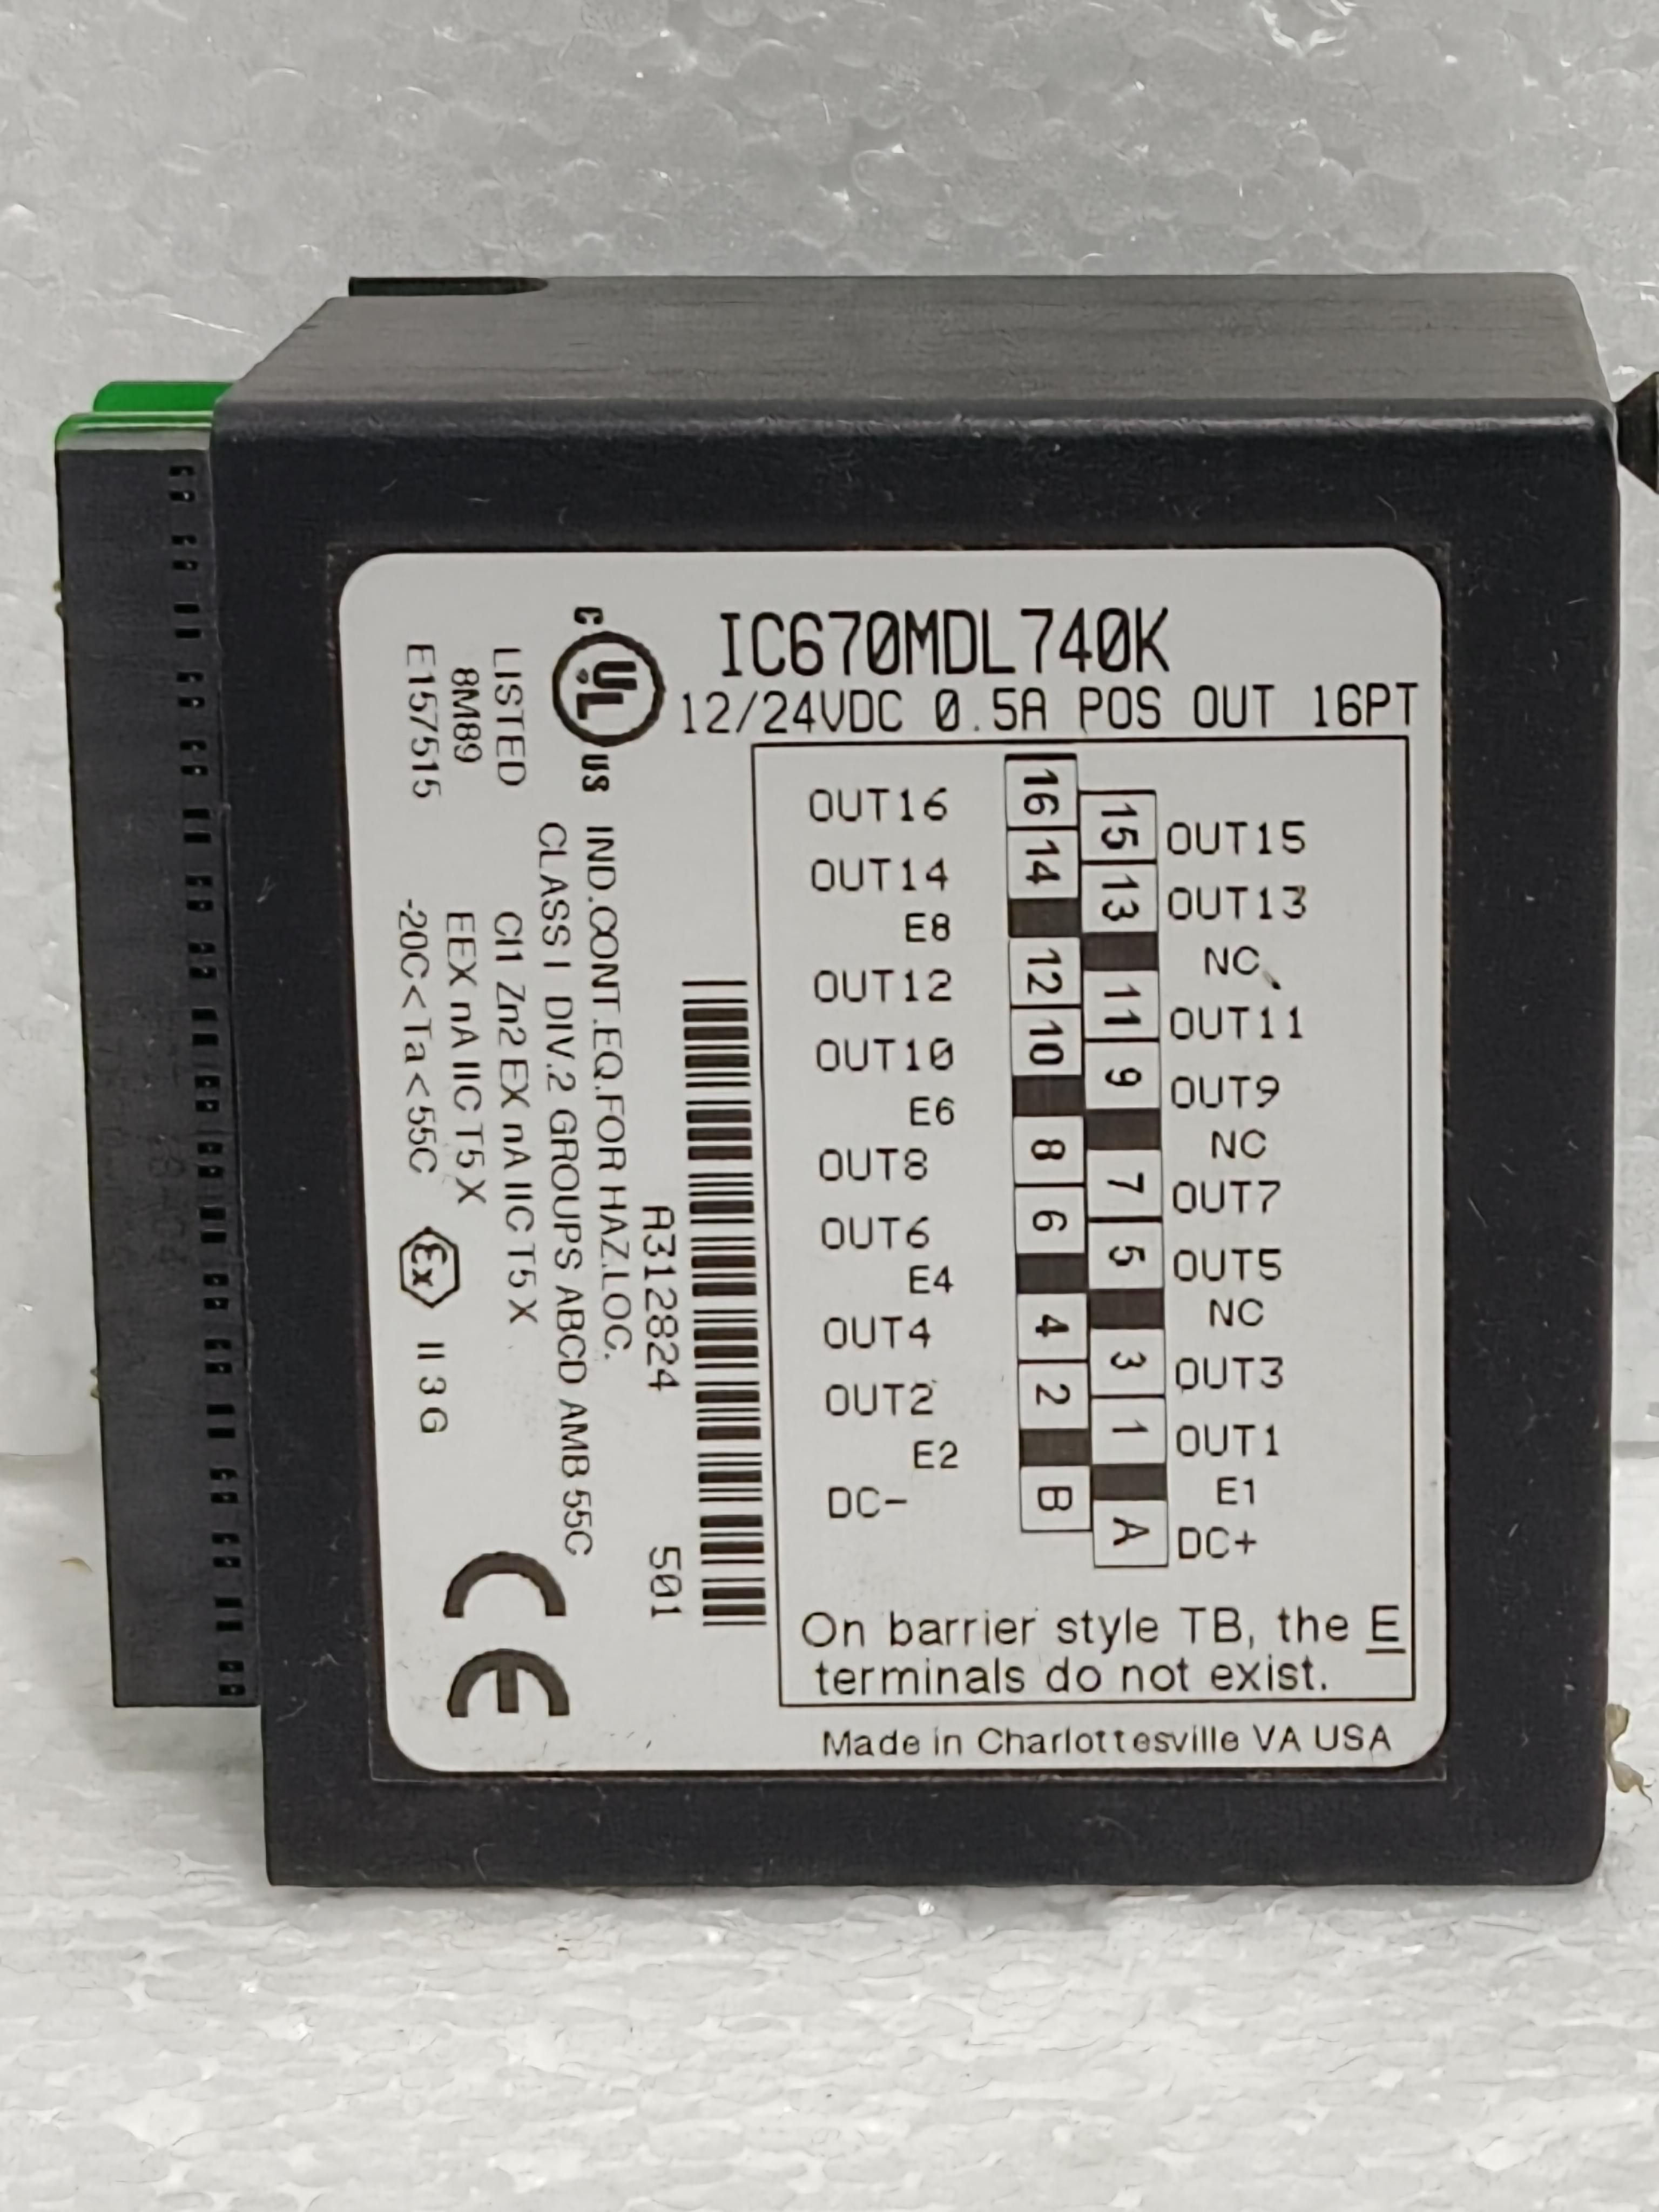 IC670MDL740K
12/24VDC 0.5A POS OUT 16PT
OUT16 16 15 OUT15
OUT14 14 13 OUT13
E8 NC
OUT12 12 11 OUT11
OUT10 10 9 OUT9
E6 NC
OUT8 8 7 OUT7
OUT6 6 5 OUT5
E4 NC
OUT4 4 3 OUT3
OUT2 2 1 OUT1
E2 E1
DC- B A DC+
On barrier style TB, the E
terminals do not exist.
Made in Charlottesville VA USA
A312824 501
C UL US
IND.CONT.EQ.FOR HAZ.LOC.
CLASS I DIV.2 GROUPS ABCD AMB 55C
LISTED CI1 Zn2 EX nA IIC T5 X
8M89 EEX nA IIC T5 X
E157515 -20C<Ta<55C Ex II 3 G
CE